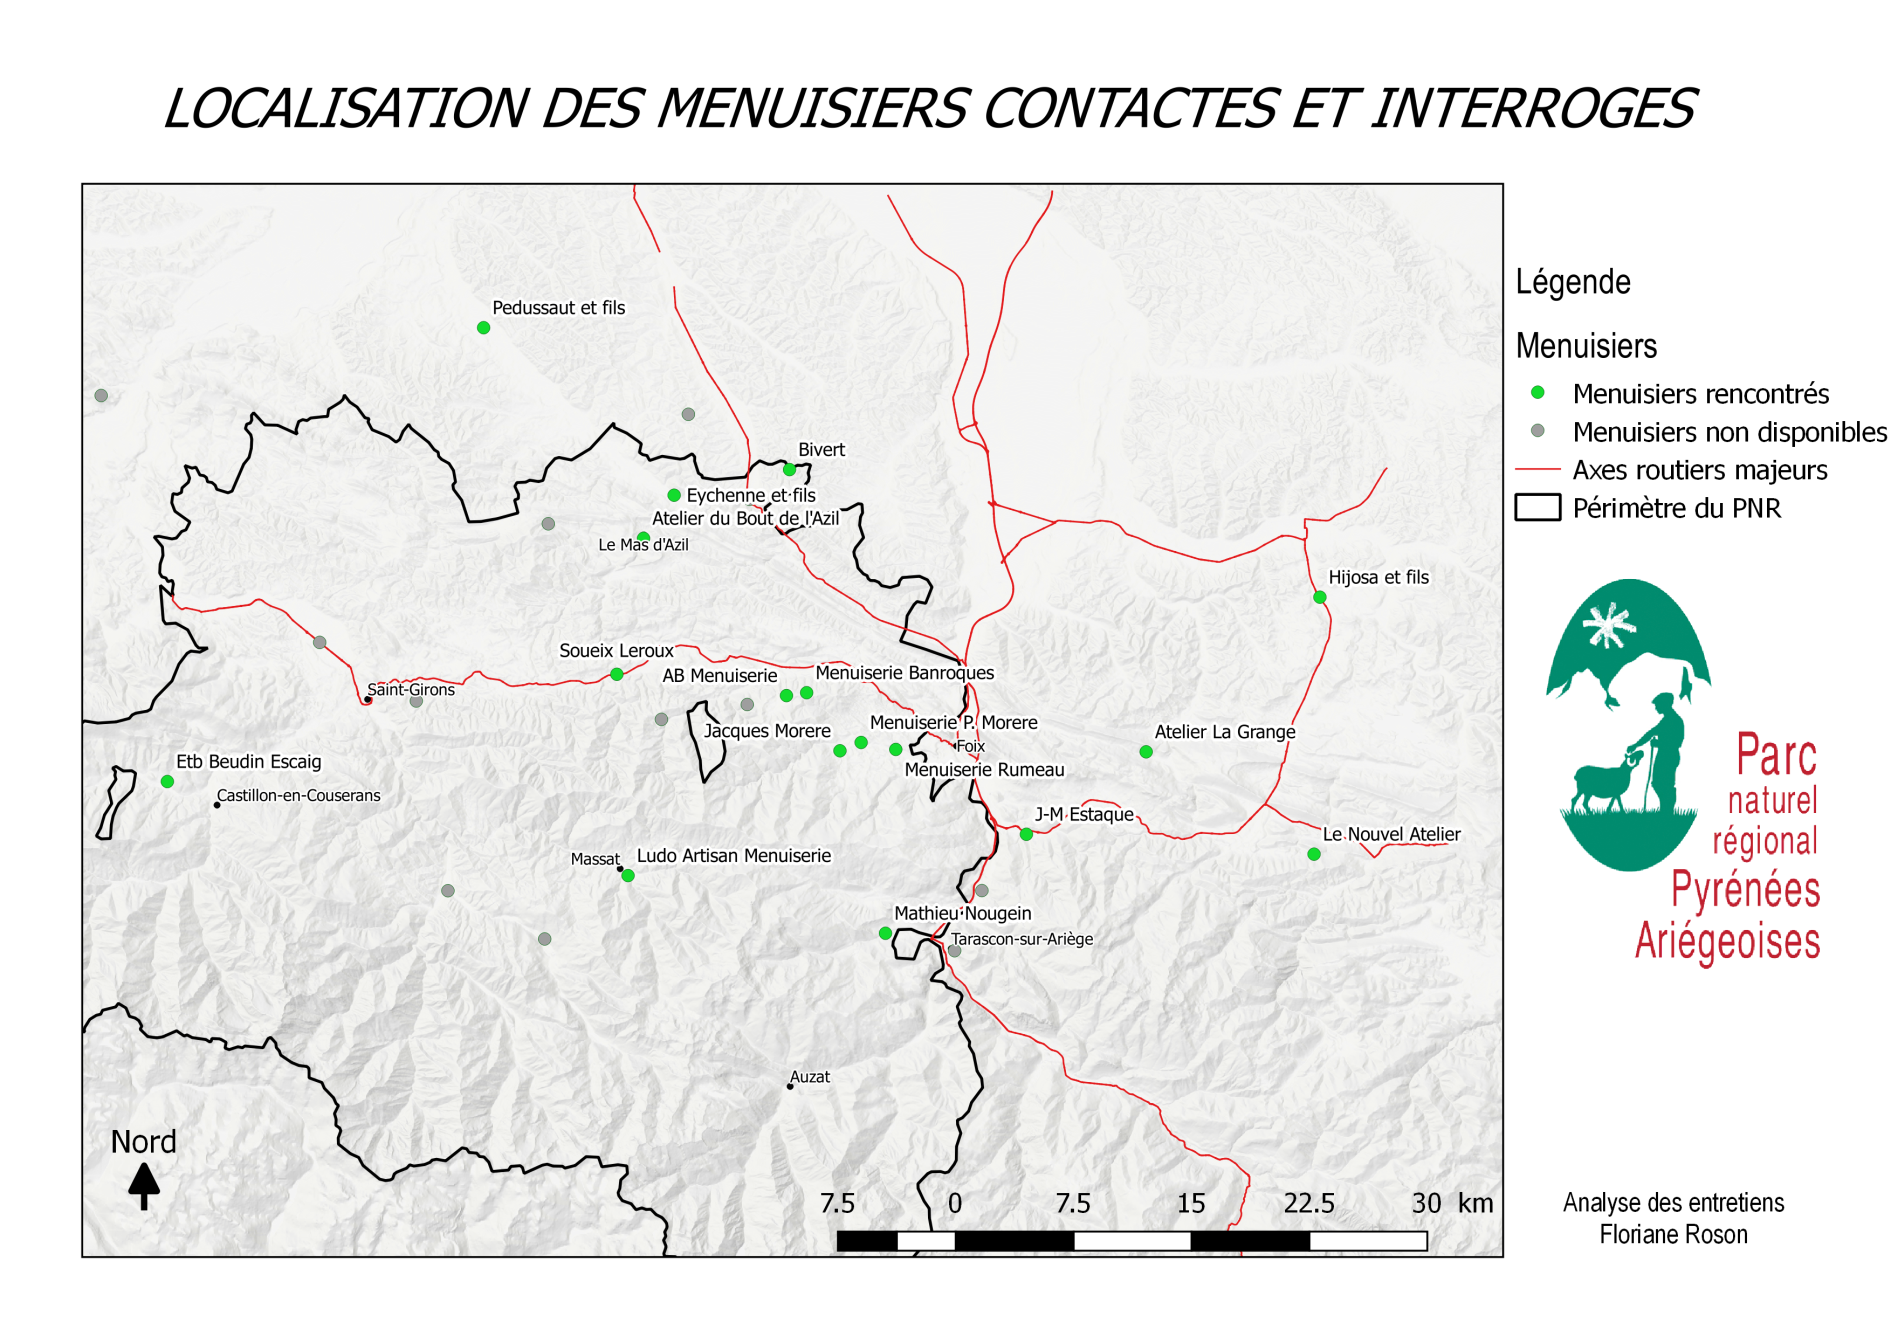 LOCALISATION DES MENUISIERS CONTACTES ET INTERROGES
Pedussaut et fils
Bivert
Eychenne et fils
Atelier du Bout de l'Azil
Le Mas d'Azil
Hijosa et fils
Soueix Leroux
AB Menuiserie
Menuiserie Banroques
Saint-Girons
Jacques Morere
Menuiserie P. Morere
Foix
Atelier La Grange
Menuiserie Rumeau
Etb Beudin Escaig
Castillon-en-Couserans
J-M Estaque
Le Nouvel Atelier
Massat
Ludo Artisan Menuiserie
Mathieu Nougein
Tarascon-sur-Ariège
Auzat
Nord
7.5 0 7.5 15 22.5 30 km
Légende
Menuisiers
Menuisiers rencontrés
Menuisiers non disponibles
Axes routiers majeurs
Périmètre du PNR
Parc
naturel
régional
Pyrénées
Ariégeoises
Analyse des entretiens
Floriane Roson